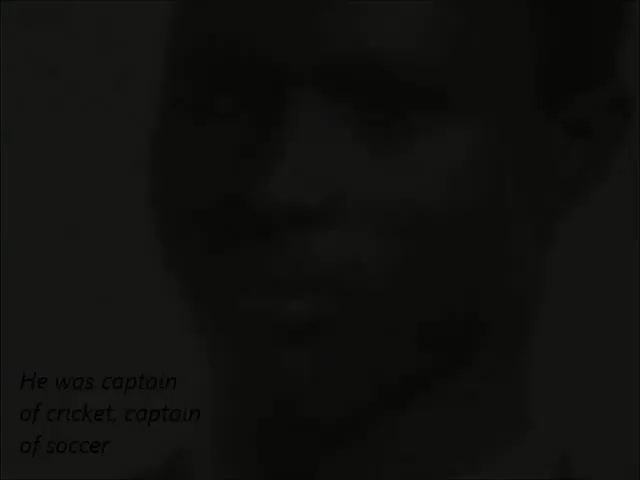 He was captain
of cricket, captain
of soccer